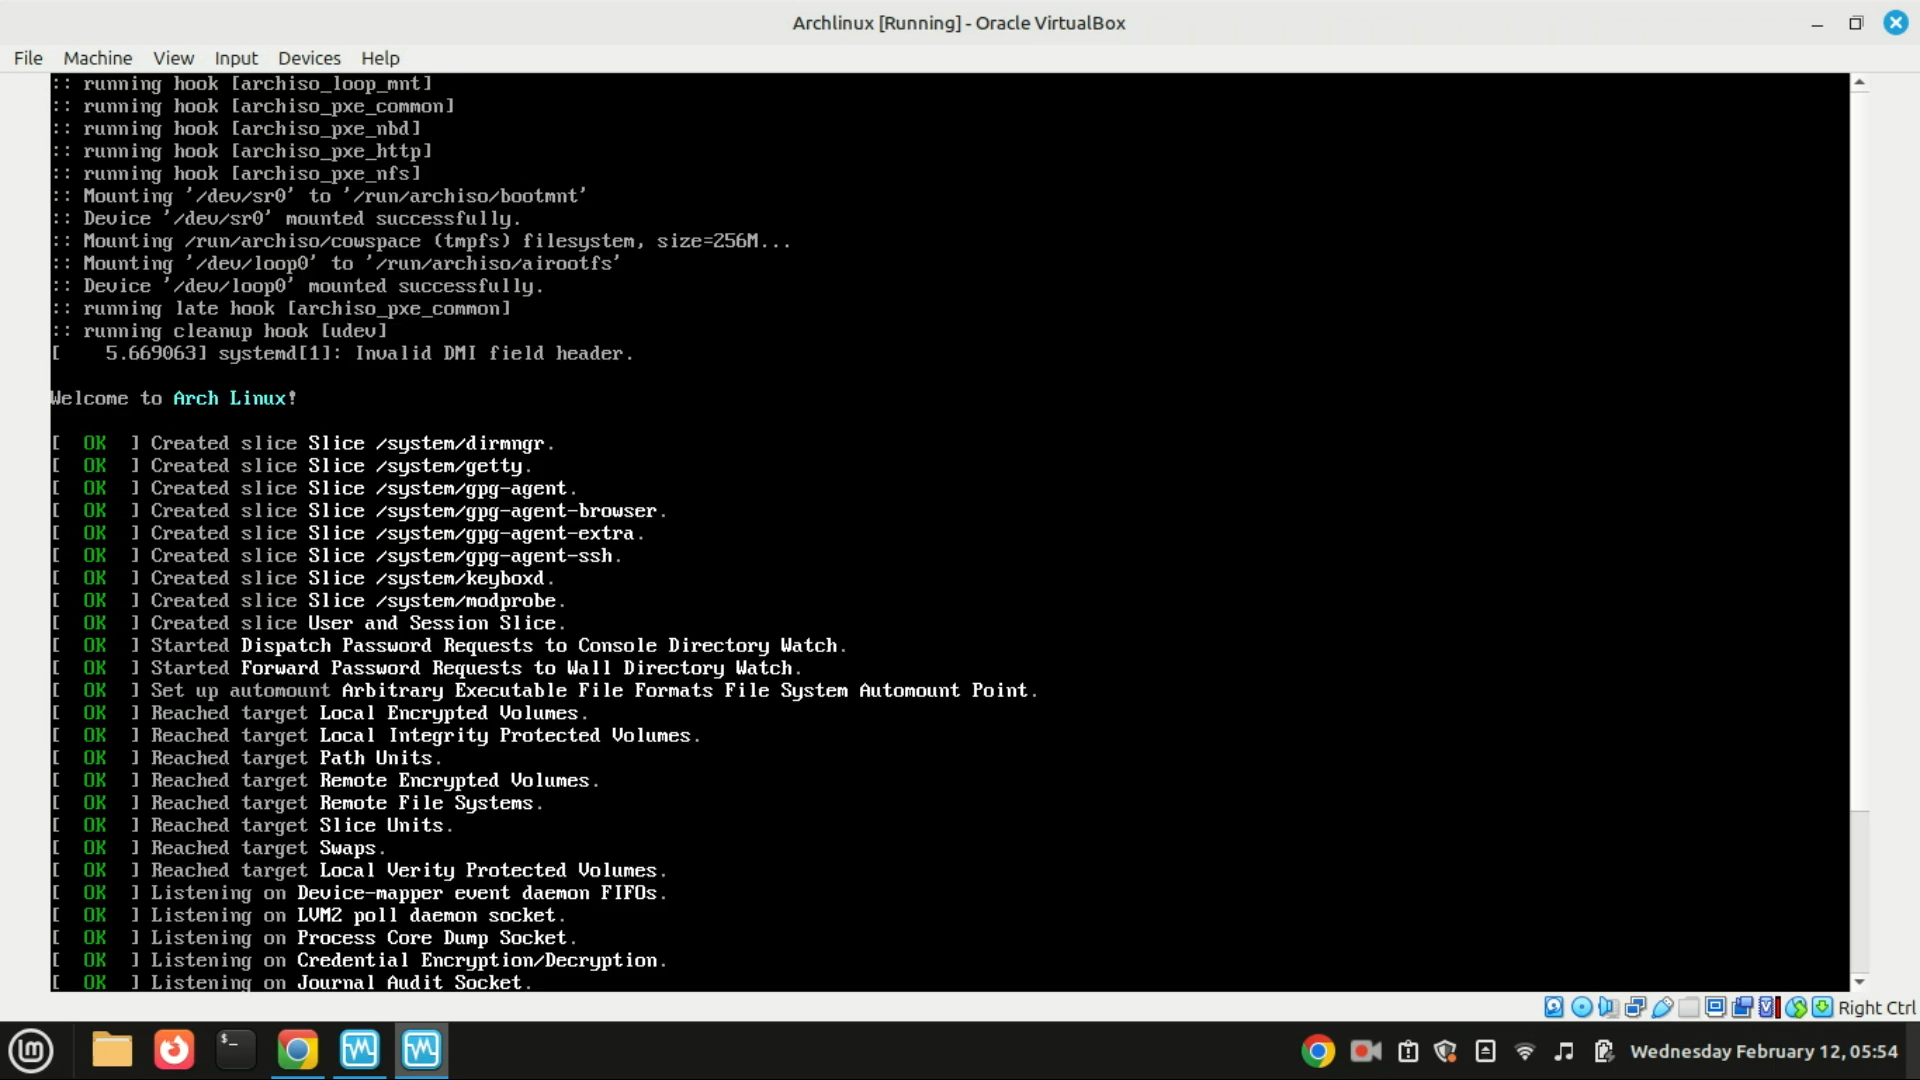 Archlinux [Running] - Oracle VirtualBox
File Machine View Input Devices Help
:: running hook [archiso_loop_mnt]
:: running hook [archiso_pxe_common]
:: running hook [archiso_pxe_nbd]
:: running hook [archiso_pxe_http]
:: running hook [archiso_pxe_nfs]
:: Mounting '/dev/sr0' to '/run/archiso/bootmnt'
:: Device '/dev/sr0' mounted successfully.
:: Mounting /run/archiso/cowspace (tmpfs) filesystem, size=256M...
:: Mounting '/dev/loop0' to '/run/archiso/airootfs'
:: Device '/dev/loop0' mounted successfully.
:: running late hook [archiso_pxe_common]
:: running cleanup hook [udev]
[    5.669063] systemd[1]: Invalid DMI field header.
Welcome to Arch Linux!
[  OK  ] Created slice Slice /system/dirmngr.
[  OK  ] Created slice Slice /system/getty.
[  OK  ] Created slice Slice /system/gpg-agent.
[  OK  ] Created slice Slice /system/gpg-agent-browser.
[  OK  ] Created slice Slice /system/gpg-agent-extra.
[  OK  ] Created slice Slice /system/gpg-agent-ssh.
[  OK  ] Created slice Slice /system/keyboxd.
[  OK  ] Created slice Slice /system/modprobe.
[  OK  ] Created slice User and Session Slice.
[  OK  ] Started Dispatch Password Requests to Console Directory Watch.
[  OK  ] Started Forward Password Requests to Wall Directory Watch.
[  OK  ] Set up automount Arbitrary Executable File Formats File System Automount Point.
[  OK  ] Reached target Local Encrypted Volumes.
[  OK  ] Reached target Local Integrity Protected Volumes.
[  OK  ] Reached target Path Units.
[  OK  ] Reached target Remote Encrypted Volumes.
[  OK  ] Reached target Remote File Systems.
[  OK  ] Reached target Slice Units.
[  OK  ] Reached target Swaps.
[  OK  ] Reached target Local Verity Protected Volumes.
[  OK  ] Listening on Device-mapper event daemon FIFOs.
[  OK  ] Listening on LVM2 poll daemon socket.
[  OK  ] Listening on Process Core Dump Socket.
[  OK  ] Listening on Credential Encryption/Decryption.
[  OK  ] Listening on Journal Audit Socket.
Right Ctrl
Wednesday February 12, 05:54